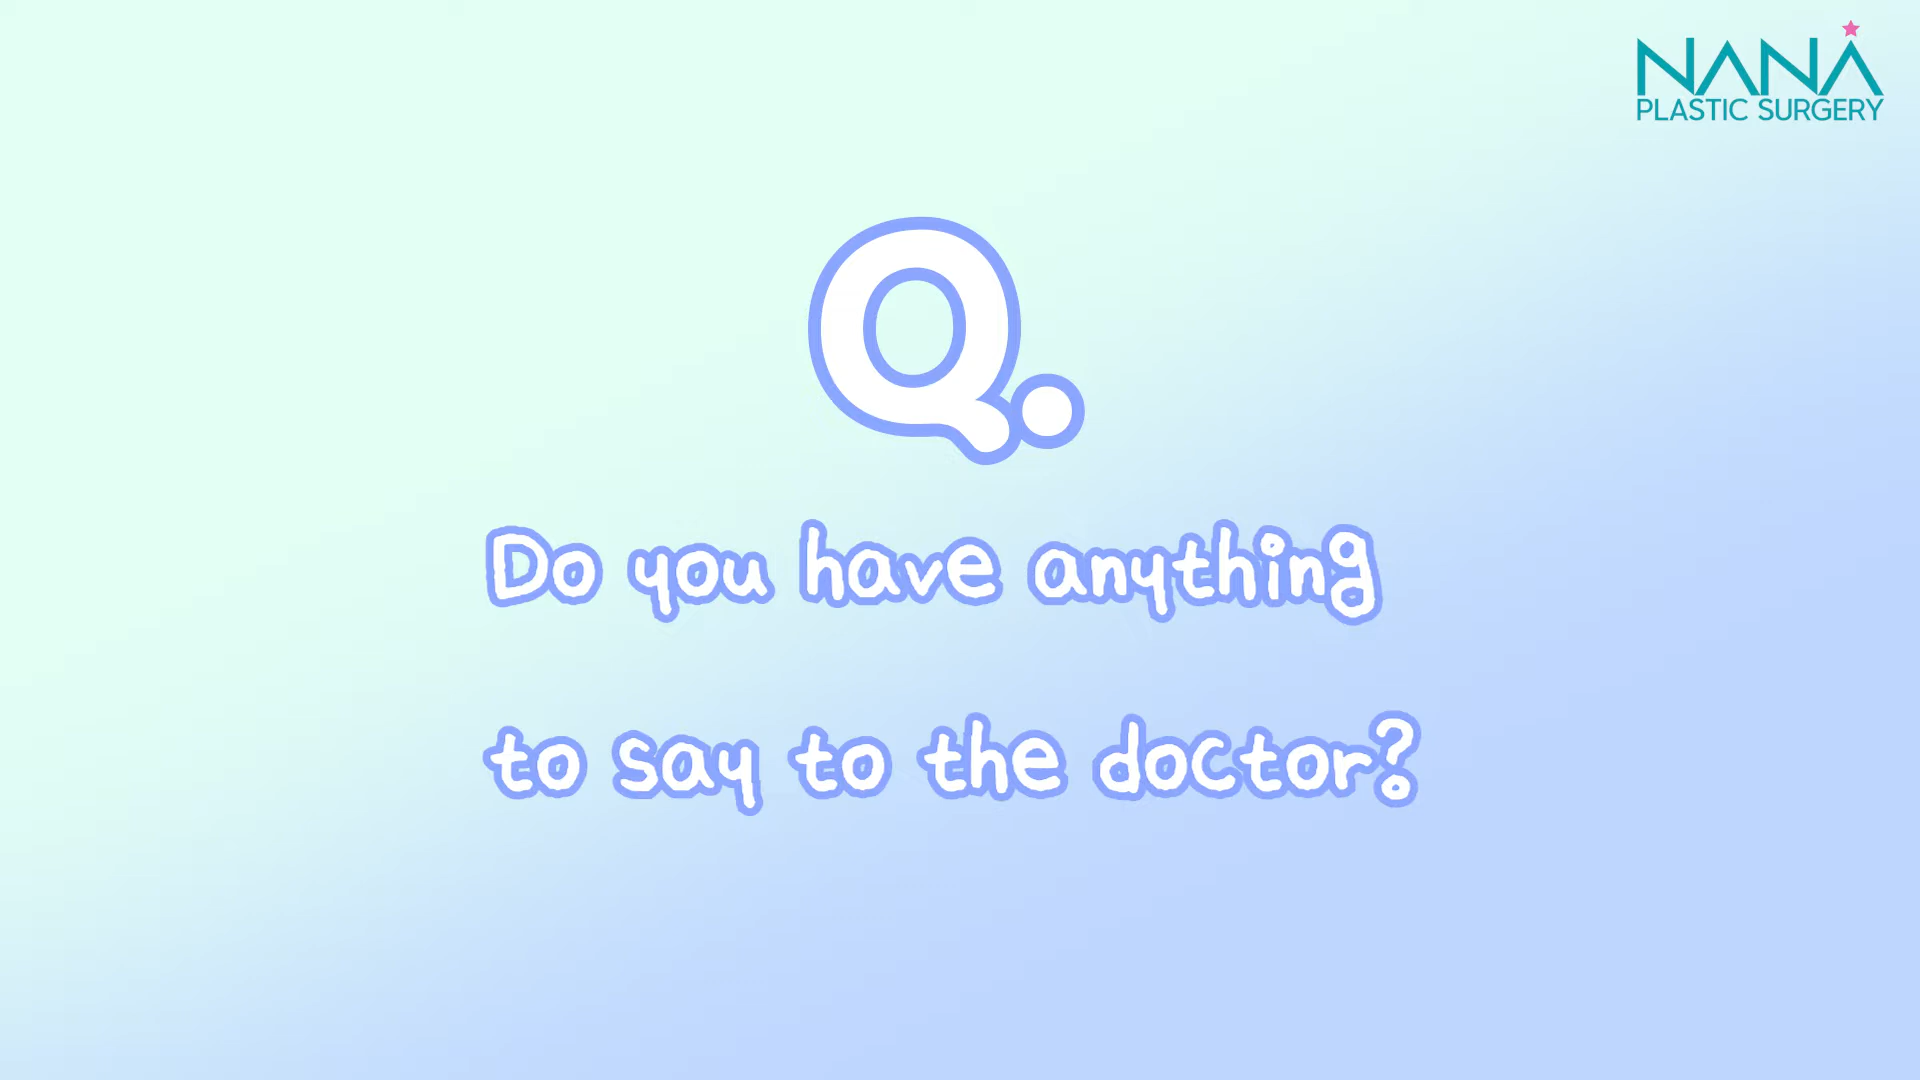 NANA
PLASTIC SURGERY
Q.
Do you have anything
to say to the doctor?